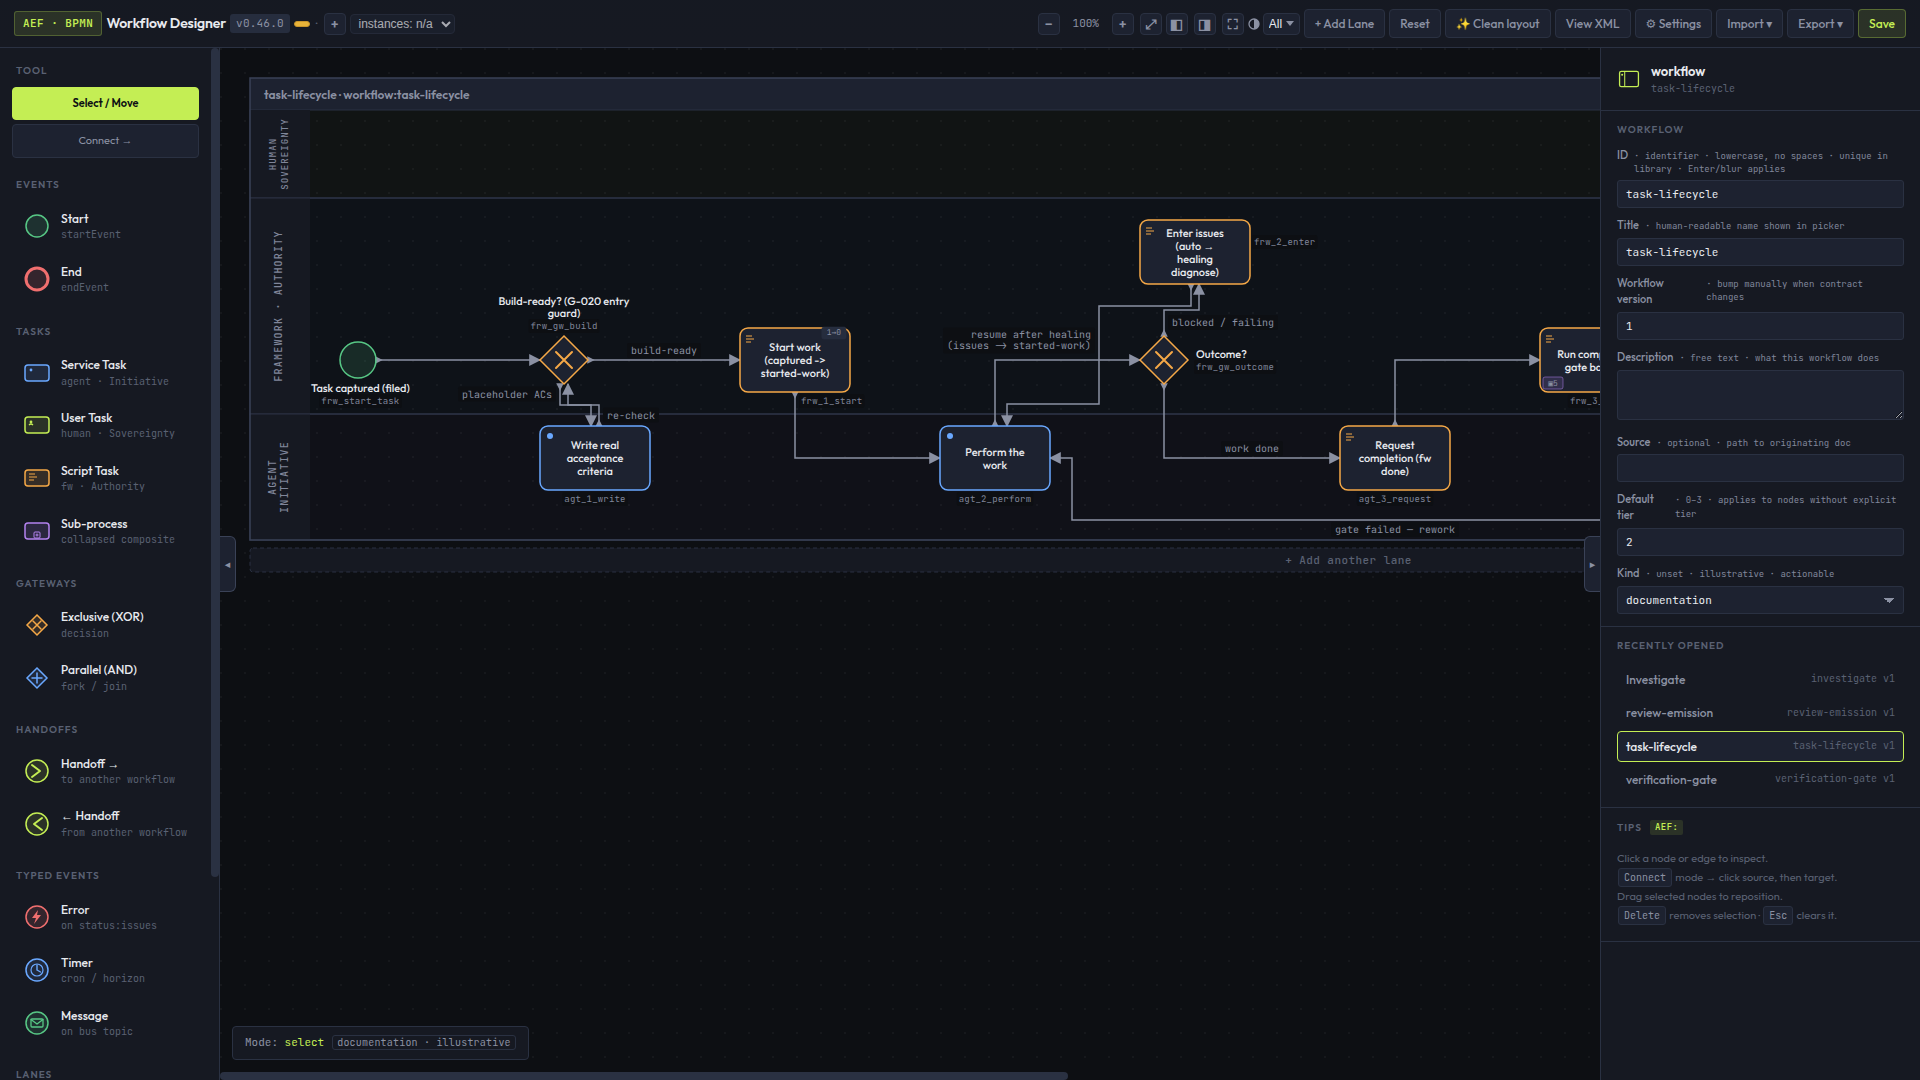 AEF · BPMN Workflow Designer v0.46.0 · + instances: n/a
− 100% + All + Add Lane Reset ✨ Clean layout View XML ⚙ Settings Import ▾ Export ▾ Save
TOOL
Select / Move
Connect →
EVENTS
Start
startEvent
End
endEvent
TASKS
Service Task
agent · Initiative
User Task
human · Sovereignty
Script Task
fw · Authority
Sub-process
collapsed composite
GATEWAYS
Exclusive (XOR)
decision
Parallel (AND)
fork / join
HANDOFFS
Handoff →
to another workflow
← Handoff
from another workflow
TYPED EVENTS
Error
on status:issues
Timer
cron / horizon
Message
on bus topic
LANES
task-lifecycle · workflow:task-lifecycle
HUMAN
SOVEREIGNTY
FRAMEWORK · AUTHORITY
AGENT
INITIATIVE
Task captured (filed)
frw_start_task
Build-ready? (G-020 entry
guard)
frw_gw_build
build-ready
placeholder ACs
re-check
Write real
acceptance
criteria
agt_1_write
Start work
(captured ->
started-work)
frw_1_start
resume after healing
(issues → started-work)
Perform the
work
agt_2_perform
Enter issues
(auto →
healing
diagnose)
frw_2_enter
blocked / failing
Outcome?
frw_gw_outcome
work done
Request
completion (fw
done)
agt_3_request
Run comp
gate ba
frw_3_
gate failed — rework
+ Add another lane
Mode: select documentation · illustrative
workflow
task-lifecycle
WORKFLOW
ID · identifier · lowercase, no spaces · unique in
library · Enter/blur applies
task-lifecycle
Title · human-readable name shown in picker
task-lifecycle
Workflow · bump manually when contract
version changes
1
Description · free text · what this workflow does
Source · optional · path to originating doc
Default · 0–3 · applies to nodes without explicit
tier tier
2
Kind · unset · illustrative · actionable
documentation
RECENTLY OPENED
Investigate investigate v1
review-emission review-emission v1
task-lifecycle task-lifecycle v1
verification-gate verification-gate v1
TIPS AEF:
Click a node or edge to inspect.
Connect mode → click source, then target.
Drag selected nodes to reposition.
Delete removes selection · Esc clears it.